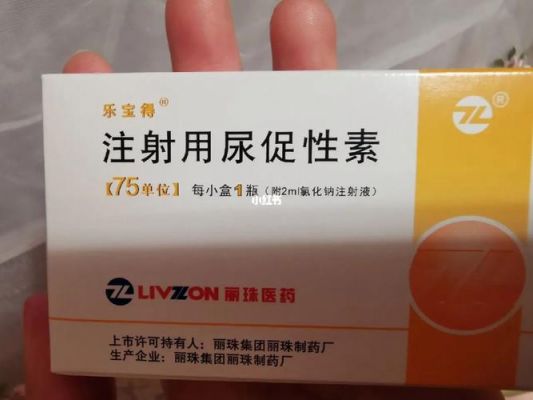 乐宝得®
注射用尿促性素
【75单位】 每小盒1瓶（附2ml氯化钠注射液）
小红书
LIVZON 丽珠医药
上市许可持有人：丽珠集团丽珠制药厂
生产企业：丽珠集团丽珠制药厂
®